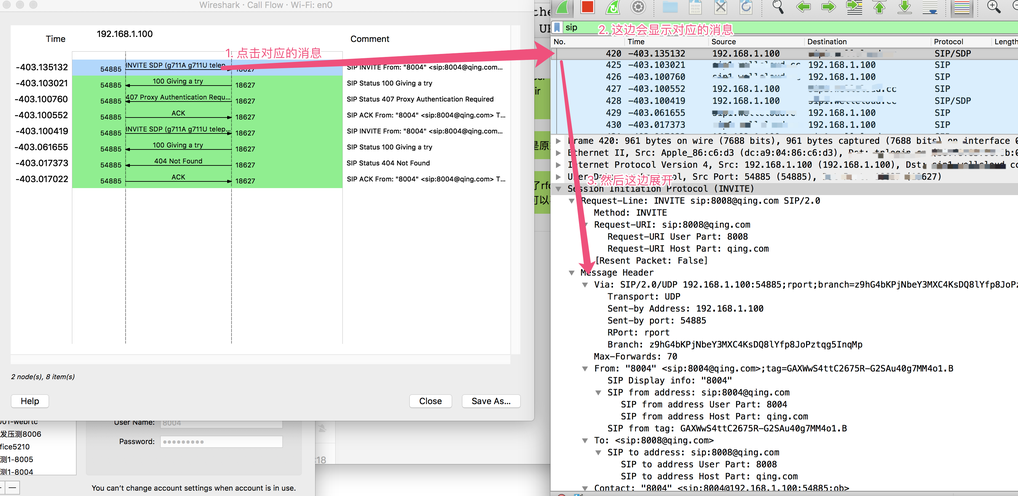 Wireshark · Call Flow · Wi-Fi: en0
Time
192.168.1.100
Comment
1. 点击对应的消息
-403.135132
INVITE SDP (g711A g711U telep...
54885
18627
SIP INVITE From: "8004" <sip:8004@qing.com...
-403.103021
100 Giving a try
54885
18627
SIP Status 100 Giving a try
-403.100760
407 Proxy Authentication Requ...
54885
18627
SIP Status 407 Proxy Authentication Required
-403.100552
ACK
54885
18627
SIP ACK From: "8004" <sip:8004@qing.com> T...
-403.100419
INVITE SDP (g711A g711U telep...
54885
18627
SIP INVITE From: "8004" <sip:8004@qing.com...
-403.061655
100 Giving a try
54885
18627
SIP Status 100 Giving a try
-403.017373
404 Not Found
54885
18627
SIP Status 404 Not Found
-403.017022
ACK
54885
18627
SIP ACK From: "8004" <sip:8004@qing.com> T...
2 node(s), 8 item(s)
Help
Close
Save As...
发压测8006
fice5210
测1-8005
测1-8004
User Name:
8004
Password:
You can't change account settings when account is in use.
:18
sip
2. 这边会显示对应的消息
No.
Time
Source
Destination
Protocol
Length
420 -403.135132 192.168.1.100 SIP/SDP
425 -403.103021 192.168.1.100 SIP
426 -403.100760 192.168.1.100 SIP
427 -403.100552 192.168.1.100 SIP
428 -403.100419 192.168.1.100 SIP/SDP
429 -403.061655 192.168.1.100 SIP
430 -403.017373 192.168.1.100 SIP
Frame 420: 961 bytes on wire (7688 bits), 961 bytes captured (7688 bits) on interface 0
Ethernet II, Src: Apple_86:c6:d3 (dc:a9:04:86:c6:d3), Dst:
Internet Protocol Version 4, Src: 192.168.1.100, Dst:
Src Port: 54885 (54885),
3. 然后这边展开
Session Initiation Protocol (INVITE)
Request-Line: INVITE sip:8008@qing.com SIP/2.0
Method: INVITE
Request-URI: sip:8008@qing.com
Request-URI User Part: 8008
Request-URI Host Part: qing.com
[Resent Packet: False]
Message Header
Via: SIP/2.0/UDP 192.168.1.100:54885;rport;branch=z9hG4bKPjNbeY3MXC4KsDQ8lYfp8JoPz
Transport: UDP
Sent-by Address: 192.168.1.100
Sent-by port: 54885
RPort: rport
Branch: z9hG4bKPjNbeY3MXC4KsDQ8lYfp8JoPztqg5InqMp
Max-Forwards: 70
From: "8004" <sip:8004@qing.com>;tag=GAXWwS4ttC2675R-G2SAu40g7MM4o1.B
SIP Display info: "8004"
SIP from address: sip:8004@qing.com
SIP from address User Part: 8004
SIP from address Host Part: qing.com
SIP from tag: GAXWwS4ttC2675R-G2SAu40g7MM4o1.B
To: <sip:8008@qing.com>
SIP to address: sip:8008@qing.com
SIP to address User Part: 8008
SIP to address Host Part: qing.com
Contact: "8004" <sip:8004@192.168.1.100:54885;ob>